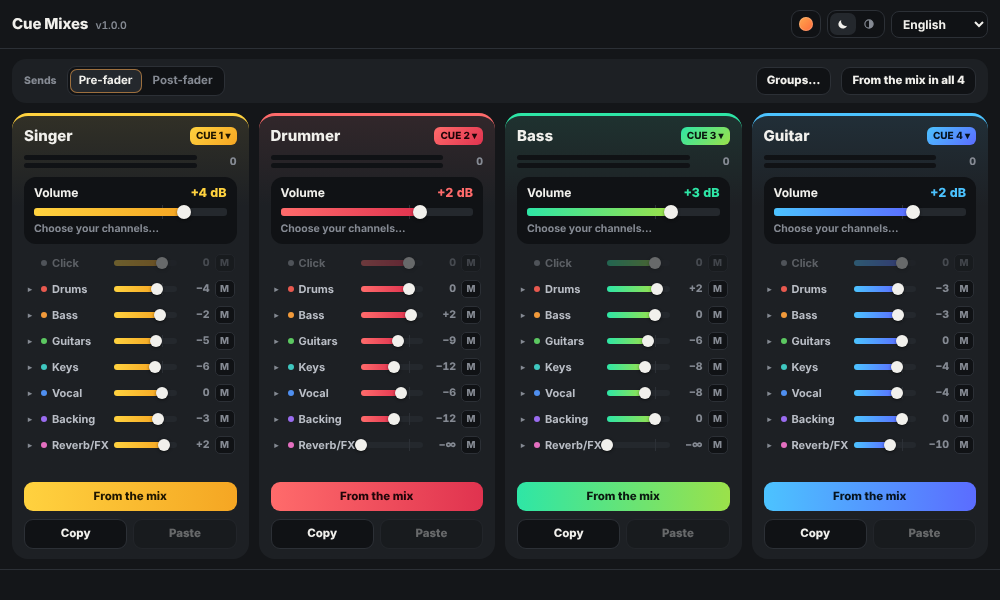 Cue Mixes v1.0.0
English
Sends Pre-fader Post-fader Groups... From the mix in all 4
Singer CUE 1 ▾
0
Volume +4 dB
Choose your channels...
Click 0 M
▸ Drums −4 M
▸ Bass −2 M
▸ Guitars −5 M
▸ Keys −6 M
▸ Vocal 0 M
▸ Backing −3 M
▸ Reverb/FX +2 M
From the mix
Copy Paste
Drummer CUE 2 ▾
0
Volume +2 dB
Choose your channels...
Click 0 M
▸ Drums 0 M
▸ Bass +2 M
▸ Guitars −9 M
▸ Keys −12 M
▸ Vocal −6 M
▸ Backing −12 M
▸ Reverb/FX −∞ M
From the mix
Copy Paste
Bass CUE 3 ▾
0
Volume +3 dB
Choose your channels...
Click 0 M
▸ Drums +2 M
▸ Bass 0 M
▸ Guitars −6 M
▸ Keys −8 M
▸ Vocal −8 M
▸ Backing 0 M
▸ Reverb/FX −∞ M
From the mix
Copy Paste
Guitar CUE 4 ▾
0
Volume +2 dB
Choose your channels...
Click 0 M
▸ Drums −3 M
▸ Bass −3 M
▸ Guitars 0 M
▸ Keys −4 M
▸ Vocal −4 M
▸ Backing 0 M
▸ Reverb/FX −10 M
From the mix
Copy Paste